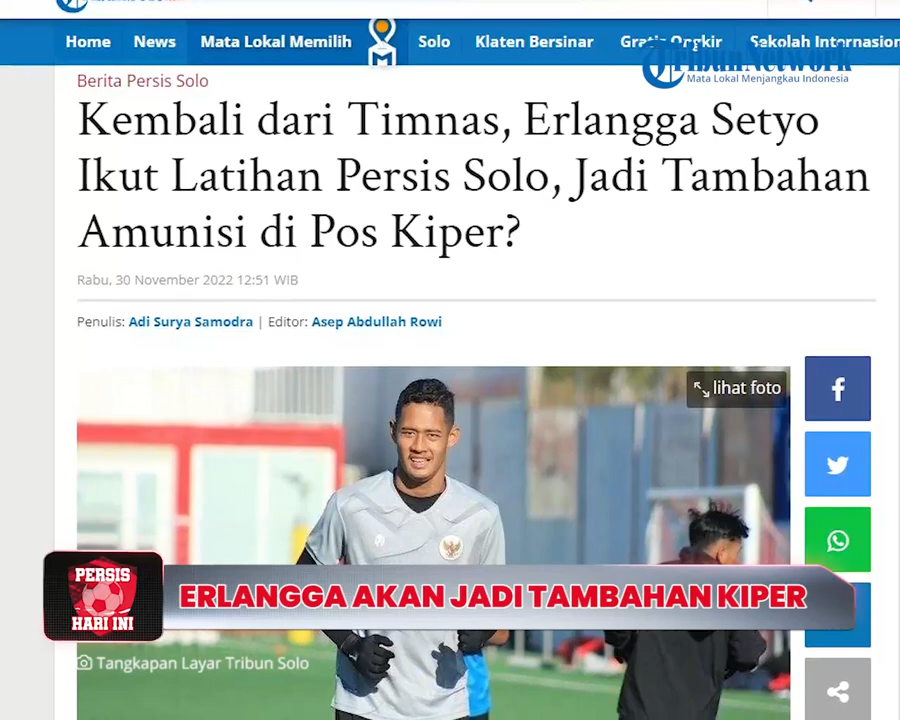 Home News Mata Lokal Memilih M Solo Klaten Bersinar Gratis Ongkir Sekolah Internasion
TribunNetwork
Mata Lokal Menjangkau Indonesia
Berita Persis Solo
Kembali dari Timnas, Erlangga Setyo
Ikut Latihan Persis Solo, Jadi Tambahan
Amunisi di Pos Kiper?
Rabu, 30 November 2022 12:51 WIB
Penulis: Adi Surya Samodra | Editor: Asep Abdullah Rowi
lihat foto
PERSIS
HARI INI
ERLANGGA AKAN JADI TAMBAHAN KIPER
Tangkapan Layar Tribun Solo